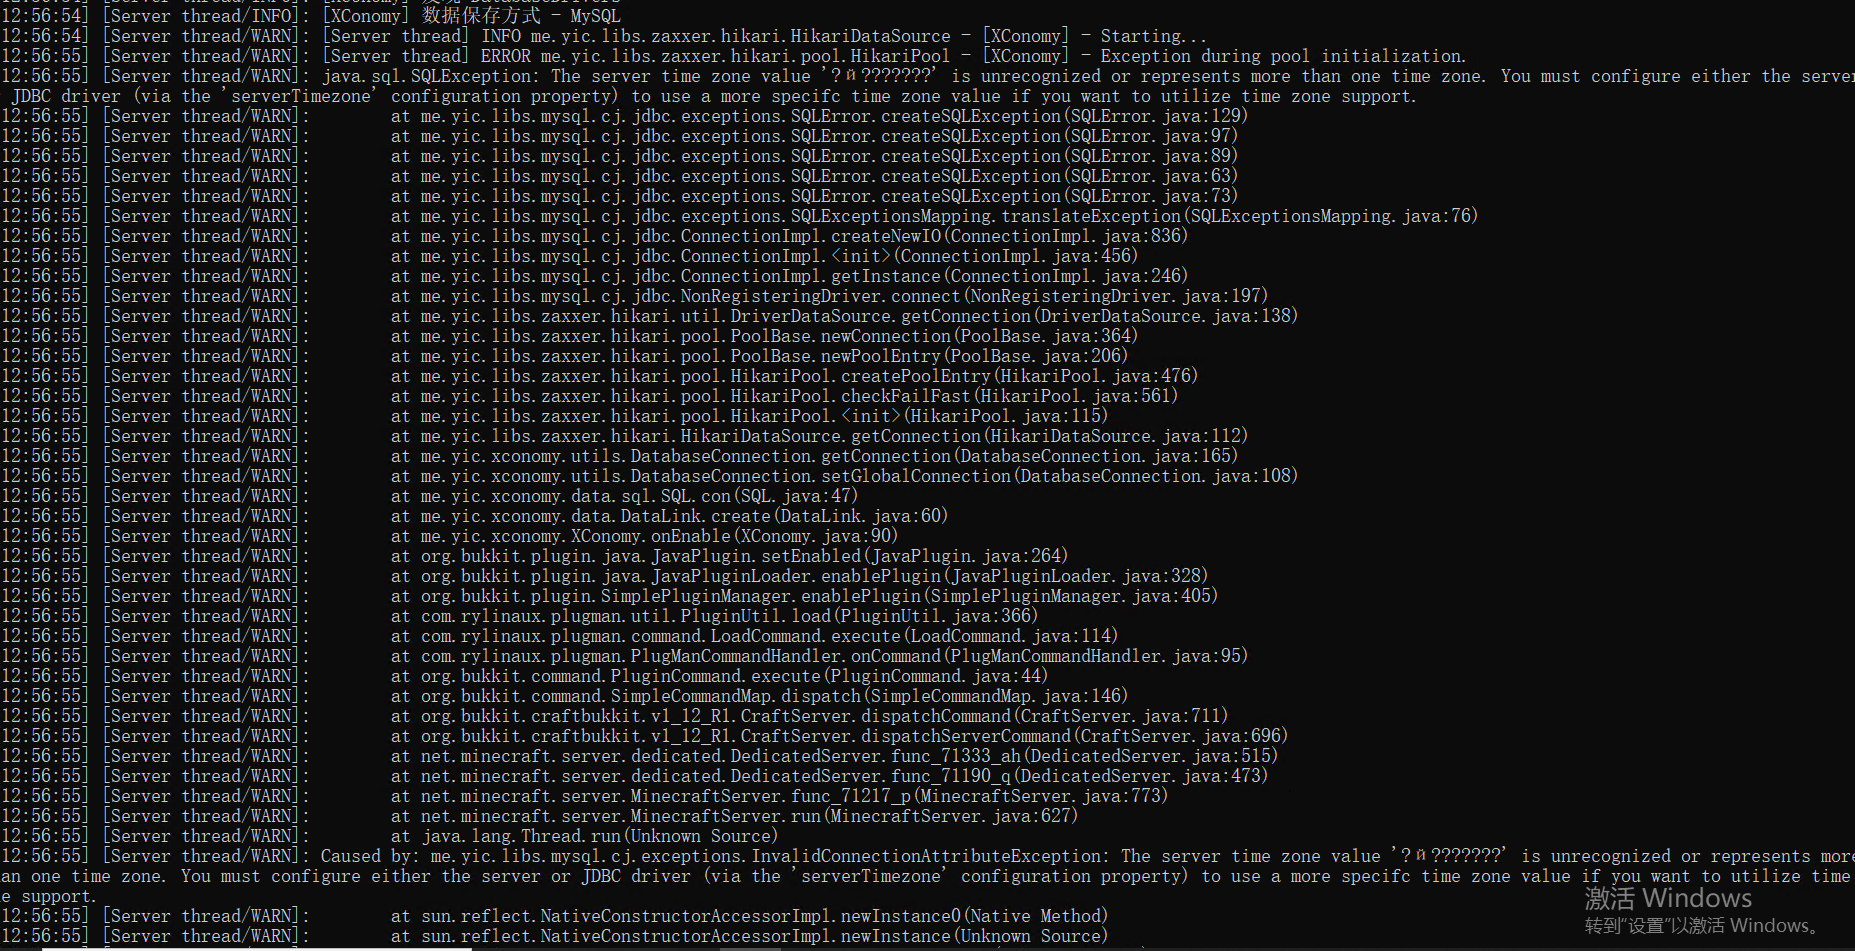 12:56:54] [Server thread/INFO]: [XConomy] 数据保存方式 - MySQL
12:56:54] [Server thread/WARN]: [Server thread] INFO me.yic.libs.zaxxer.hikari.HikariDataSource - [XConomy] - Starting...
12:56:55] [Server thread/WARN]: [Server thread] ERROR me.yic.libs.zaxxer.hikari.pool.HikariPool - [XConomy] - Exception during pool initialization.
12:56:55] [Server thread/WARN]: java.sql.SQLException: The server time zone value '?й???????' is unrecognized or represents more than one time zone. You must configure either the server
JDBC driver (via the 'serverTimezone' configuration property) to use a more specifc time zone value if you want to utilize time zone support.
12:56:55] [Server thread/WARN]: at me.yic.libs.mysql.cj.jdbc.exceptions.SQLError.createSQLException(SQLError.java:129)
12:56:55] [Server thread/WARN]: at me.yic.libs.mysql.cj.jdbc.exceptions.SQLError.createSQLException(SQLError.java:97)
12:56:55] [Server thread/WARN]: at me.yic.libs.mysql.cj.jdbc.exceptions.SQLError.createSQLException(SQLError.java:89)
12:56:55] [Server thread/WARN]: at me.yic.libs.mysql.cj.jdbc.exceptions.SQLError.createSQLException(SQLError.java:63)
12:56:55] [Server thread/WARN]: at me.yic.libs.mysql.cj.jdbc.exceptions.SQLError.createSQLException(SQLError.java:73)
12:56:55] [Server thread/WARN]: at me.yic.libs.mysql.cj.jdbc.exceptions.SQLExceptionsMapping.translateException(SQLExceptionsMapping.java:76)
12:56:55] [Server thread/WARN]: at me.yic.libs.mysql.cj.jdbc.ConnectionImpl.createNewIO(ConnectionImpl.java:836)
12:56:55] [Server thread/WARN]: at me.yic.libs.mysql.cj.jdbc.ConnectionImpl.<init>(ConnectionImpl.java:456)
12:56:55] [Server thread/WARN]: at me.yic.libs.mysql.cj.jdbc.ConnectionImpl.getInstance(ConnectionImpl.java:246)
12:56:55] [Server thread/WARN]: at me.yic.libs.mysql.cj.jdbc.NonRegisteringDriver.connect(NonRegisteringDriver.java:197)
12:56:55] [Server thread/WARN]: at me.yic.libs.zaxxer.hikari.util.DriverDataSource.getConnection(DriverDataSource.java:138)
12:56:55] [Server thread/WARN]: at me.yic.libs.zaxxer.hikari.pool.PoolBase.newConnection(PoolBase.java:364)
12:56:55] [Server thread/WARN]: at me.yic.libs.zaxxer.hikari.pool.PoolBase.newPoolEntry(PoolBase.java:206)
12:56:55] [Server thread/WARN]: at me.yic.libs.zaxxer.hikari.pool.HikariPool.createPoolEntry(HikariPool.java:476)
12:56:55] [Server thread/WARN]: at me.yic.libs.zaxxer.hikari.pool.HikariPool.checkFailFast(HikariPool.java:561)
12:56:55] [Server thread/WARN]: at me.yic.libs.zaxxer.hikari.pool.HikariPool.<init>(HikariPool.java:115)
12:56:55] [Server thread/WARN]: at me.yic.libs.zaxxer.hikari.HikariDataSource.getConnection(HikariDataSource.java:112)
12:56:55] [Server thread/WARN]: at me.yic.xconomy.utils.DatabaseConnection.getConnection(DatabaseConnection.java:165)
12:56:55] [Server thread/WARN]: at me.yic.xconomy.utils.DatabaseConnection.setGlobalConnection(DatabaseConnection.java:108)
12:56:55] [Server thread/WARN]: at me.yic.xconomy.data.sql.SQL.con(SQL.java:47)
12:56:55] [Server thread/WARN]: at me.yic.xconomy.data.DataLink.create(DataLink.java:60)
12:56:55] [Server thread/WARN]: at me.yic.xconomy.XConomy.onEnable(XConomy.java:90)
12:56:55] [Server thread/WARN]: at org.bukkit.plugin.java.JavaPlugin.setEnabled(JavaPlugin.java:264)
12:56:55] [Server thread/WARN]: at org.bukkit.plugin.java.JavaPluginLoader.enablePlugin(JavaPluginLoader.java:328)
12:56:55] [Server thread/WARN]: at org.bukkit.plugin.SimplePluginManager.enablePlugin(SimplePluginManager.java:405)
12:56:55] [Server thread/WARN]: at com.rylinaux.plugman.util.PluginUtil.load(PluginUtil.java:366)
12:56:55] [Server thread/WARN]: at com.rylinaux.plugman.command.LoadCommand.execute(LoadCommand.java:114)
12:56:55] [Server thread/WARN]: at com.rylinaux.plugman.PlugManCommandHandler.onCommand(PlugManCommandHandler.java:95)
12:56:55] [Server thread/WARN]: at org.bukkit.command.PluginCommand.execute(PluginCommand.java:44)
12:56:55] [Server thread/WARN]: at org.bukkit.command.SimpleCommandMap.dispatch(SimpleCommandMap.java:146)
12:56:55] [Server thread/WARN]: at org.bukkit.craftbukkit.v1_12_R1.CraftServer.dispatchCommand(CraftServer.java:711)
12:56:55] [Server thread/WARN]: at org.bukkit.craftbukkit.v1_12_R1.CraftServer.dispatchServerCommand(CraftServer.java:696)
12:56:55] [Server thread/WARN]: at net.minecraft.server.dedicated.DedicatedServer.func_71333_ah(DedicatedServer.java:515)
12:56:55] [Server thread/WARN]: at net.minecraft.server.dedicated.DedicatedServer.func_71190_q(DedicatedServer.java:473)
12:56:55] [Server thread/WARN]: at net.minecraft.server.MinecraftServer.func_71217_p(MinecraftServer.java:773)
12:56:55] [Server thread/WARN]: at net.minecraft.server.MinecraftServer.run(MinecraftServer.java:627)
12:56:55] [Server thread/WARN]: at java.lang.Thread.run(Unknown Source)
12:56:55] [Server thread/WARN]: Caused by: me.yic.libs.mysql.cj.exceptions.InvalidConnectionAttributeException: The server time zone value '?й???????' is unrecognized or represents more
an one time zone. You must configure either the server or JDBC driver (via the 'serverTimezone' configuration property) to use a more specifc time zone value if you want to utilize time
e support.
12:56:55] [Server thread/WARN]: at sun.reflect.NativeConstructorAccessorImpl.newInstance0(Native Method)
12:56:55] [Server thread/WARN]: at sun.reflect.NativeConstructorAccessorImpl.newInstance(Unknown Source)
激活 Windows
转到"设置"以激活 Windows。